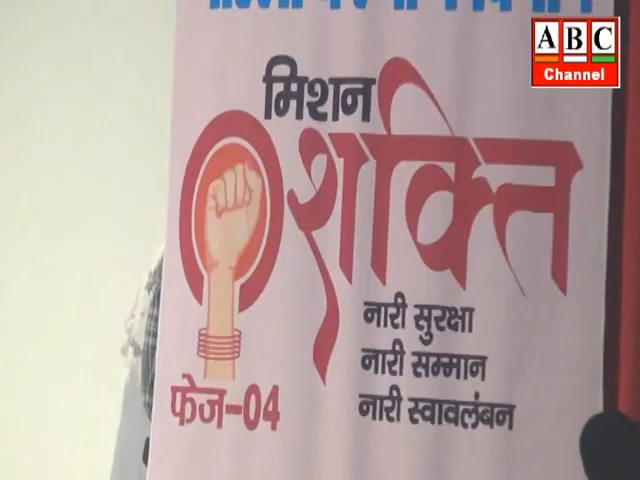 ABC
Channel
मिशन
शक्ति
नारी सुरक्षा
नारी सम्मान
नारी स्वावलंबन
फेज-04